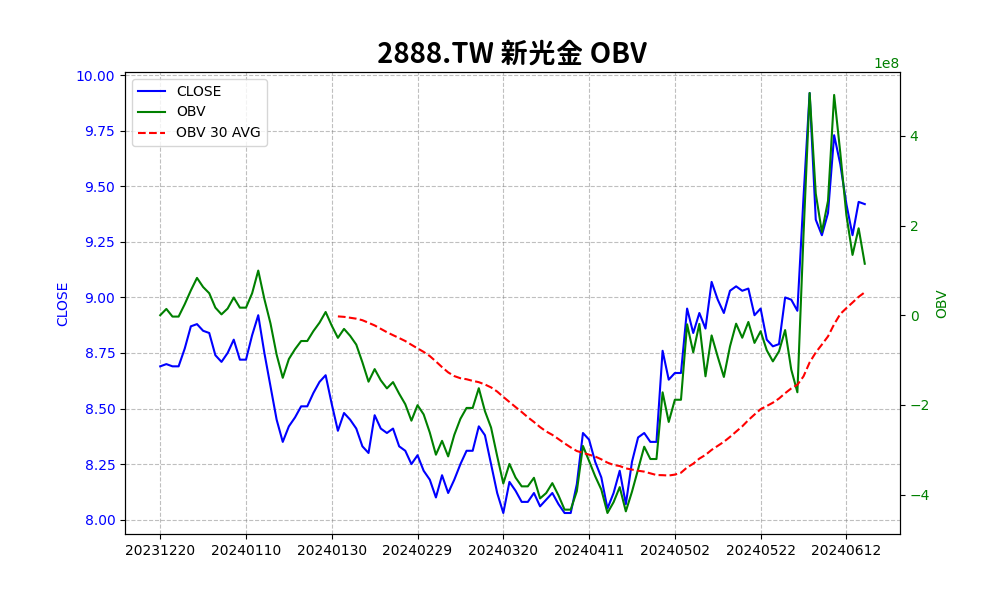 2888.TW 新光金 OBV
1e8
CLOSE
OBV
OBV 30 AVG
10.00
9.75
9.50
9.25
9.00
8.75
8.50
8.25
8.00
CLOSE
4
2
0
−2
−4
OBV
20231220 20240110 20240130 20240229 20240320 20240411 20240502 20240522 20240612